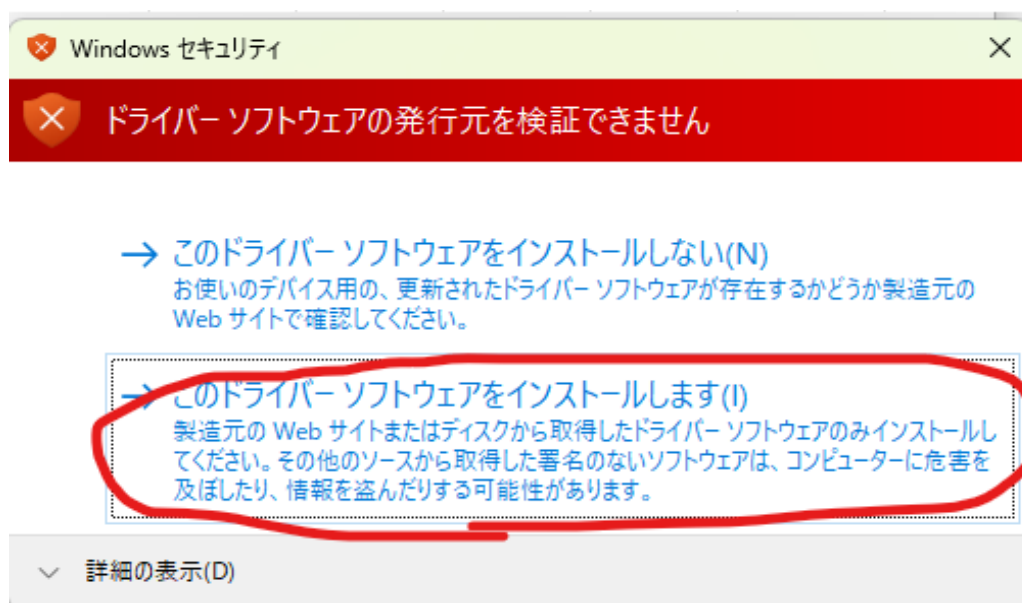 Windows セキュリティ
ドライバー ソフトウェアの発行元を検証できません
→ このドライバー ソフトウェアをインストールしない(N)
お使いのデバイス用の、更新されたドライバー ソフトウェアが存在するかどうか製造元の
Web サイトで確認してください。
→ このドライバー ソフトウェアをインストールします(I)
製造元の Web サイトまたはディスクから取得したドライバー ソフトウェアのみインストールし
てください。その他のソースから取得した署名のないソフトウェアは、コンピューターに危害を
及ぼしたり、情報を盗んだりする可能性があります。
詳細の表示(D)